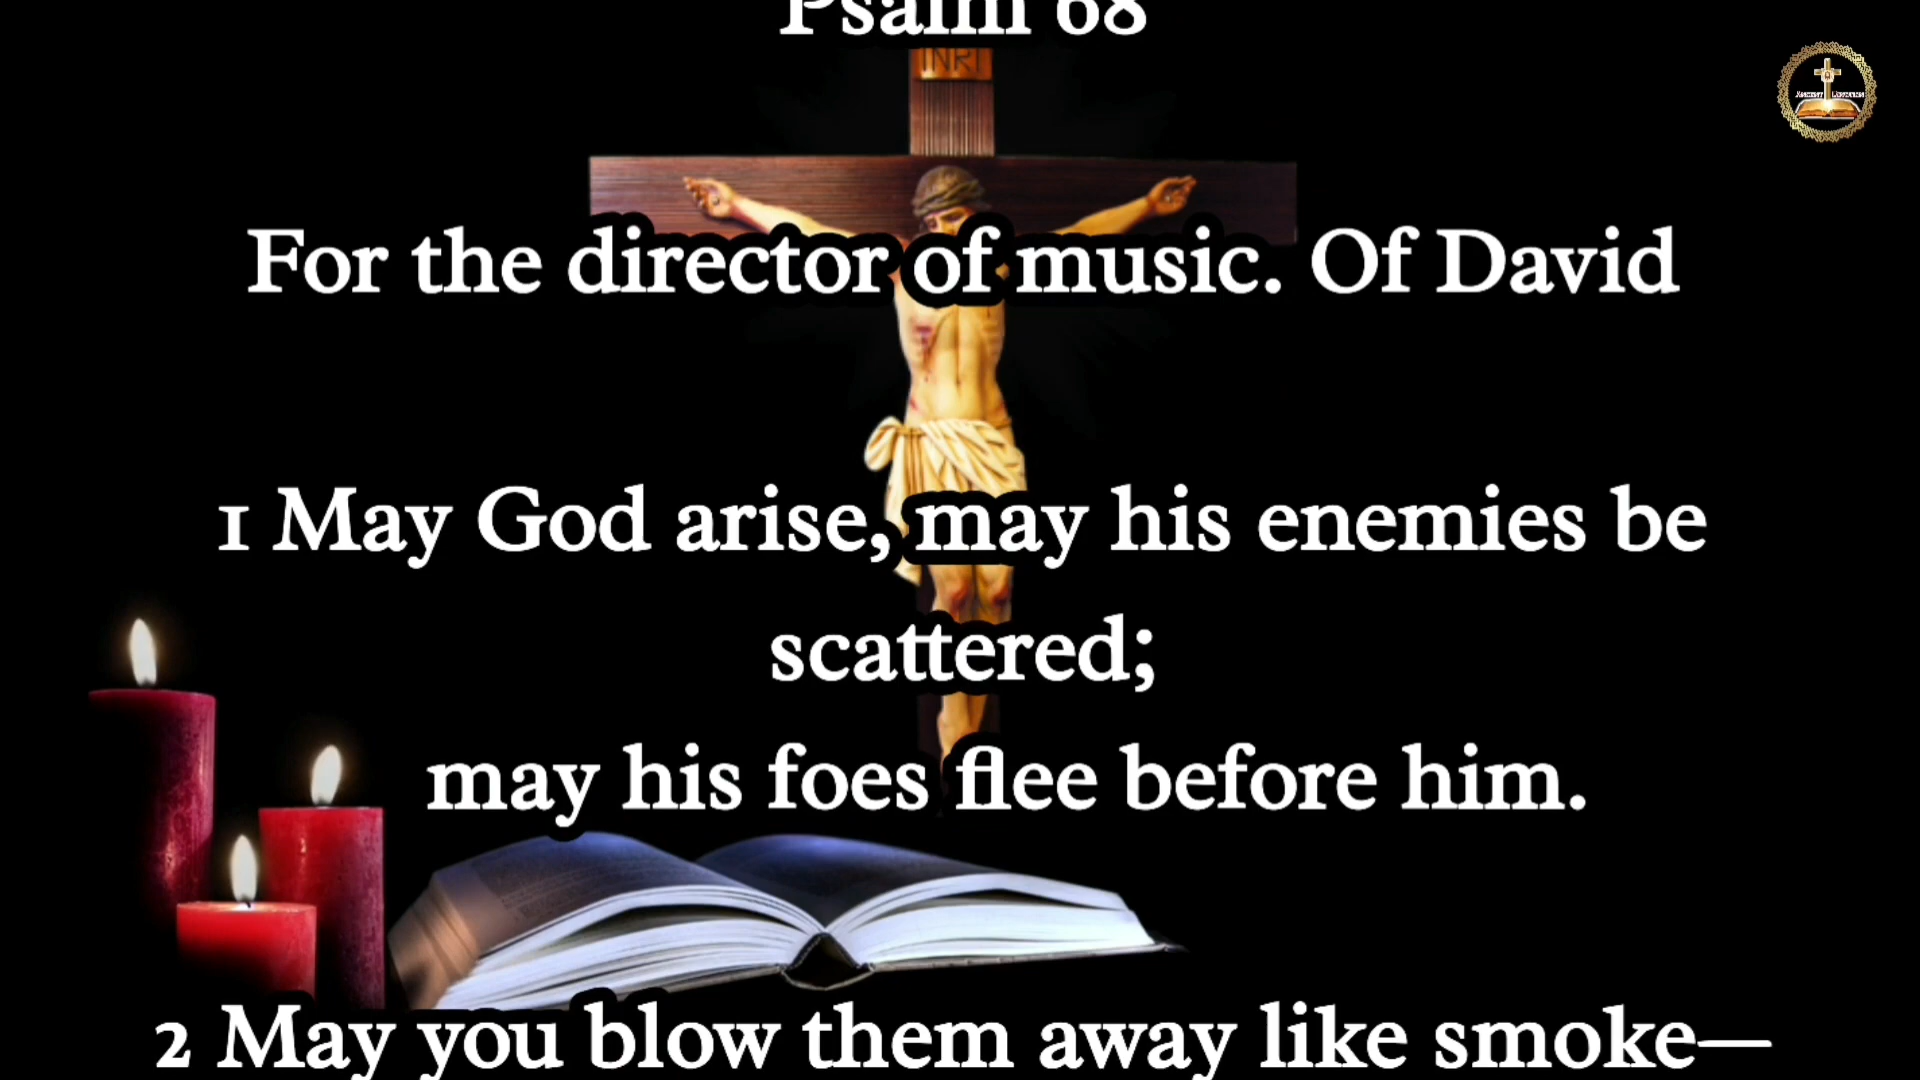 Psalm 68
INRI
For the director of music. Of David
1 May God arise, may his enemies be
scattered;
may his foes flee before him.
2 May you blow them away like smoke—